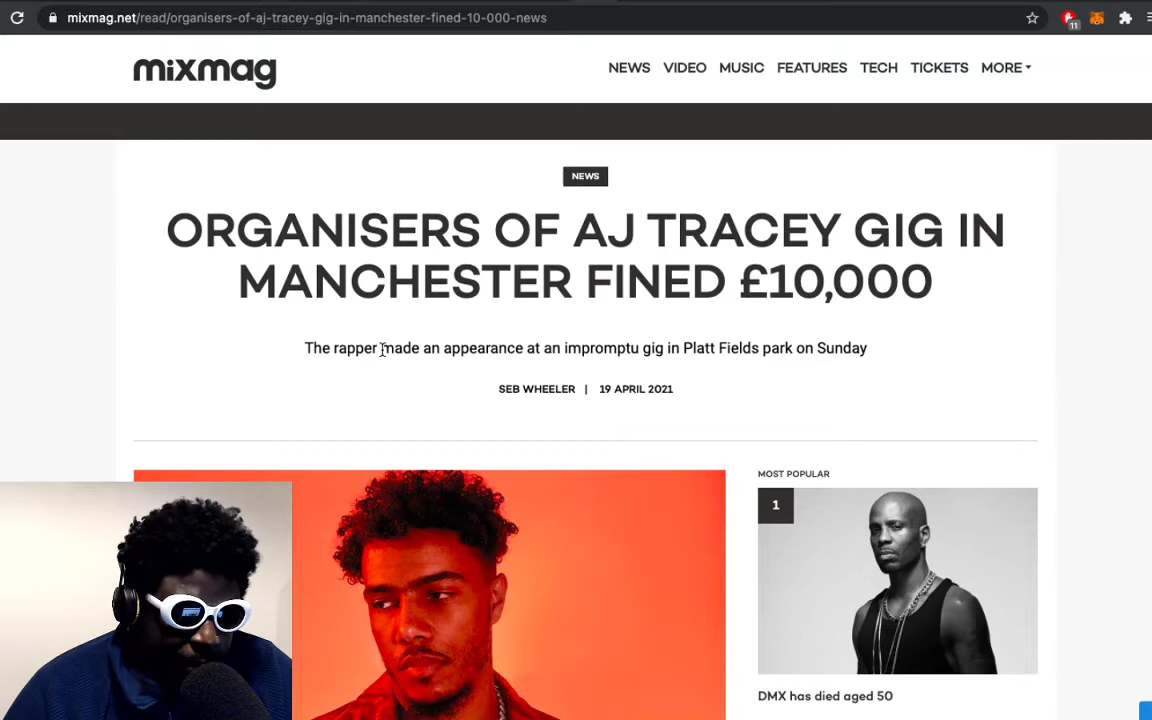 mixmag.net/read/organisers-of-aj-tracey-gig-in-manchester-fined-10-000-news
11
mixmag
NEWS VIDEO MUSIC FEATURES TECH TICKETS MORE
NEWS
ORGANISERS OF AJ TRACEY GIG IN
MANCHESTER FINED £10,000
The rapper made an appearance at an impromptu gig in Platt Fields park on Sunday
SEB WHEELER | 19 APRIL 2021
MOST POPULAR
1
DMX has died aged 50